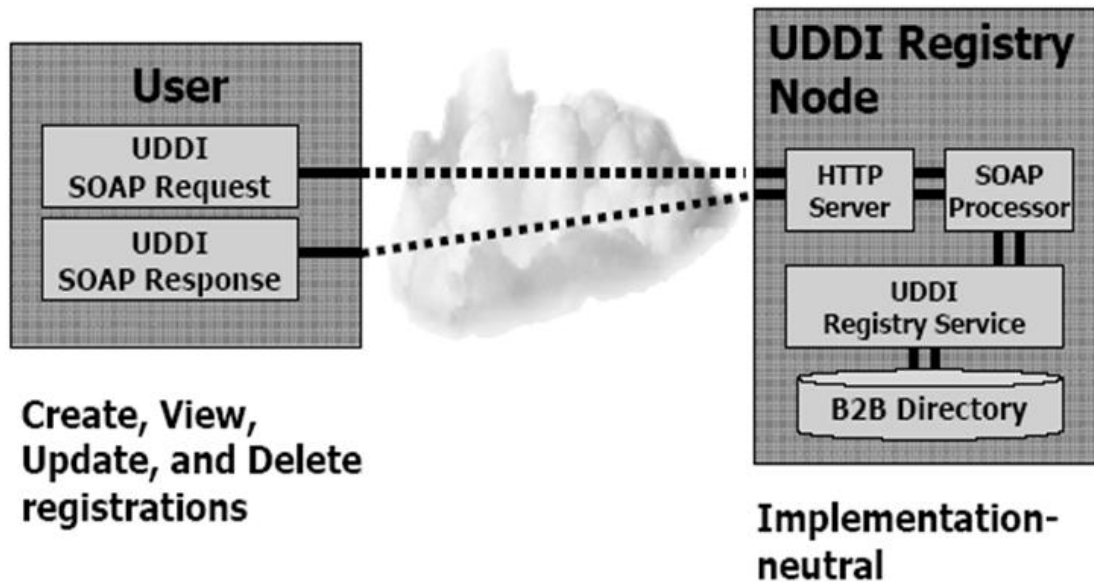 User
UDDI
SOAP Request
UDDI
SOAP Response
Create, View,
Update, and Delete
registrations
UDDI Registry
Node
HTTP
Server
SOAP
Processor
UDDI
Registry Service
B2B Directory
Implementation-
neutral